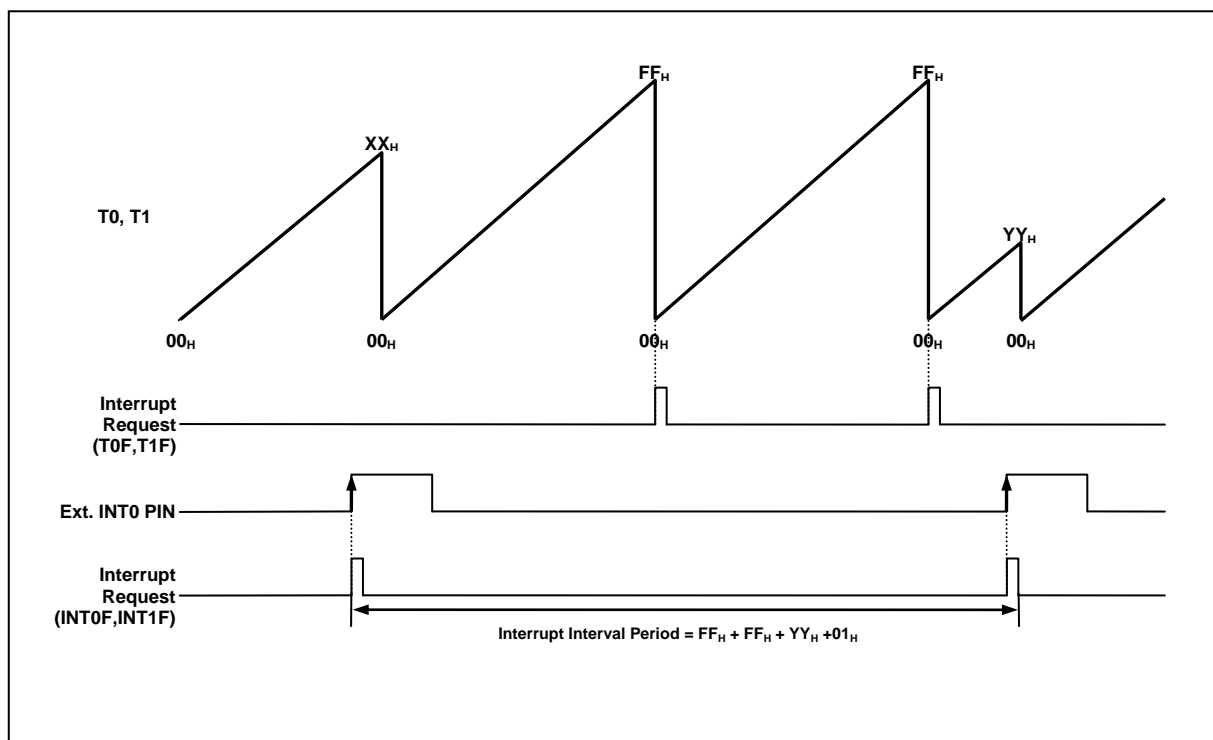 FFH FFH
XXH
T0, T1
YYH
00H 00H 00H 00H 00H
Interrupt
Request
(T0F,T1F)
Ext. INT0 PIN
Interrupt
Request
(INT0F,INT1F)
Interrupt Interval Period = FFH + FFH + YYH +01H